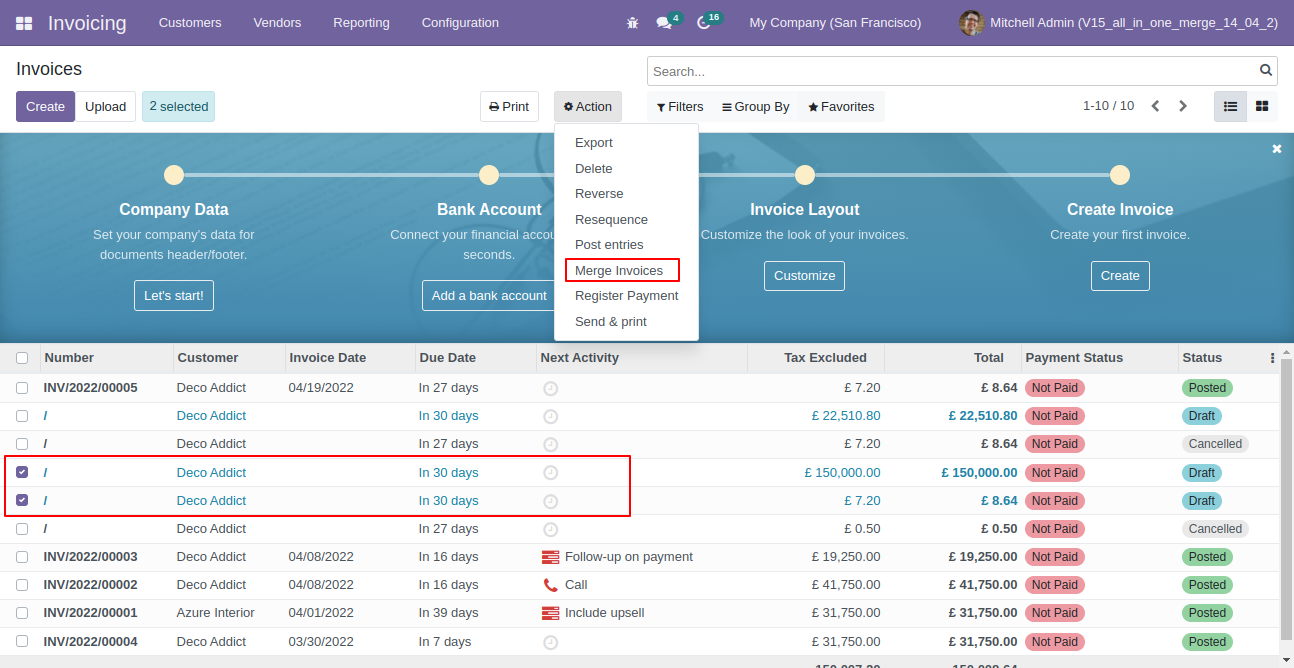 Invoicing Customers Vendors Reporting Configuration 4 16 My Company (San Francisco) Mitchell Admin (V15_all_in_one_merge_14_04_2)
Invoices
Search...
Create Upload 2 selected Print Action Filters Group By Favorites 1-10 / 10
Export
Delete
Reverse
Resequence
Post entries
Merge Invoices
Register Payment
Send & print
Company Data
Set your company's data for
documents header/footer.
Let's start!
Bank Account
Connect your financial accou
seconds.
Add a bank account
Invoice Layout
Customize the look of your invoices.
Customize
Create Invoice
Create your first invoice.
Create
Number Customer Invoice Date Due Date Next Activity Tax Excluded Total Payment Status Status
INV/2022/00005 Deco Addict 04/19/2022 In 27 days £ 7.20 £ 8.64 Not Paid Posted
/ Deco Addict In 30 days £ 22,510.80 £ 22,510.80 Not Paid Draft
/ Deco Addict In 27 days £ 7.20 £ 8.64 Not Paid Cancelled
/ Deco Addict In 30 days £ 150,000.00 £ 150,000.00 Not Paid Draft
/ Deco Addict In 30 days £ 7.20 £ 8.64 Not Paid Draft
/ Deco Addict In 27 days £ 0.50 £ 0.50 Not Paid Cancelled
INV/2022/00003 Deco Addict 04/08/2022 In 16 days Follow-up on payment £ 19,250.00 £ 19,250.00 Not Paid Posted
INV/2022/00002 Deco Addict 04/08/2022 In 16 days Call £ 41,750.00 £ 41,750.00 Not Paid Posted
INV/2022/00001 Azure Interior 04/01/2022 In 39 days Include upsell £ 31,750.00 £ 31,750.00 Not Paid Posted
INV/2022/00004 Deco Addict 03/30/2022 In 7 days £ 31,750.00 £ 31,750.00 Not Paid Posted